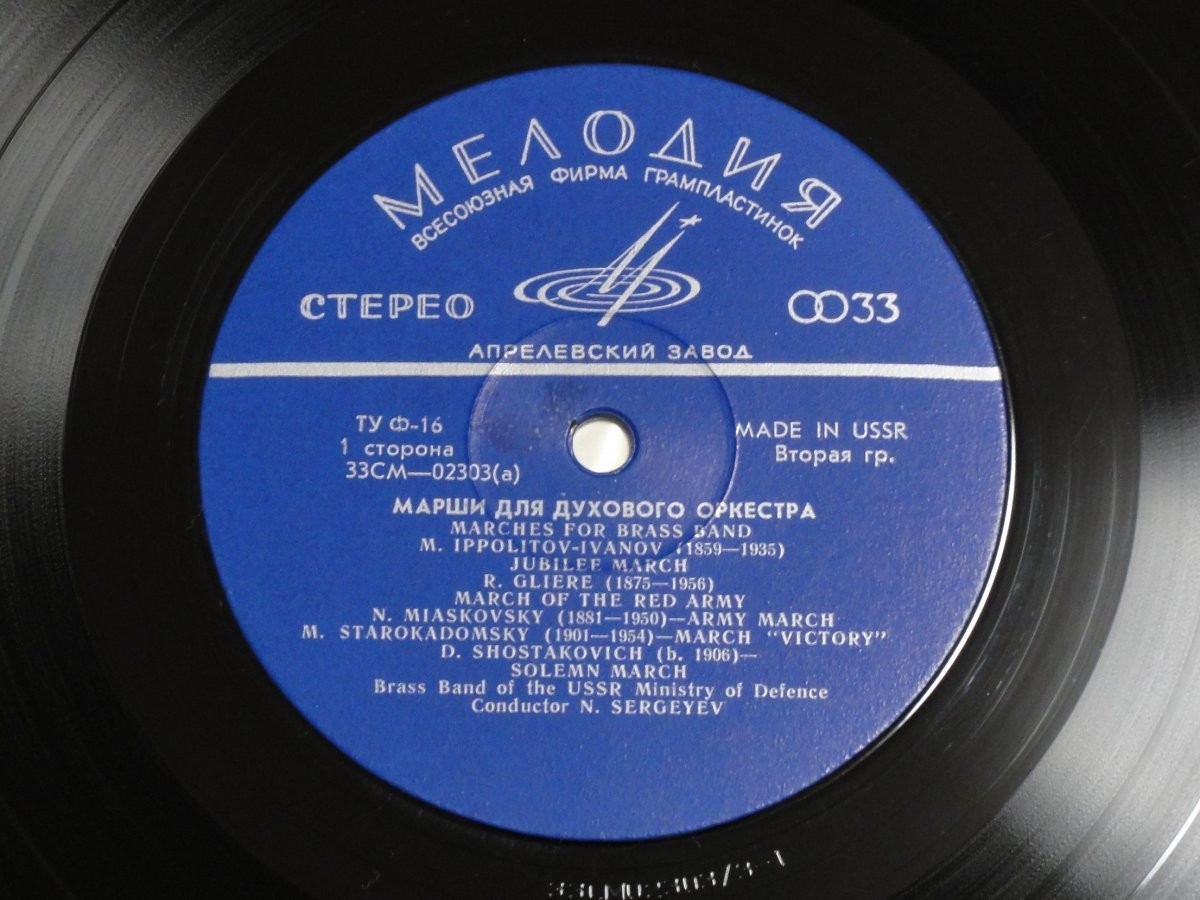 МЕЛОДИЯ
ВСЕСОЮЗНАЯ ФИРМА ГРАМПЛАСТИНОК
СТЕРЕО 33
АПРЕЛЕВСКИЙ ЗАВОД
ТУ Ф-16
MADE IN USSR
1 сторона
Вторая гр.
33СМ—02303(а)
МАРШИ ДЛЯ ДУХОВОГО ОРКЕСТРА
MARCHES FOR BRASS BAND
M. IPPOLITOV-IVANOV (1859—1935)
JUBILEE MARCH
R. GLIERE (1875—1956)
MARCH OF THE RED ARMY
N. MIASKOVSKY (1881—1950)—ARMY MARCH
M. STAROKADOMSKY (1901—1954)—MARCH "VICTORY"
D. SHOSTAKOVICH (b. 1906)—
SOLEMN MARCH
Brass Band of the USSR Ministry of Defence
Conductor N. SERGEYEV